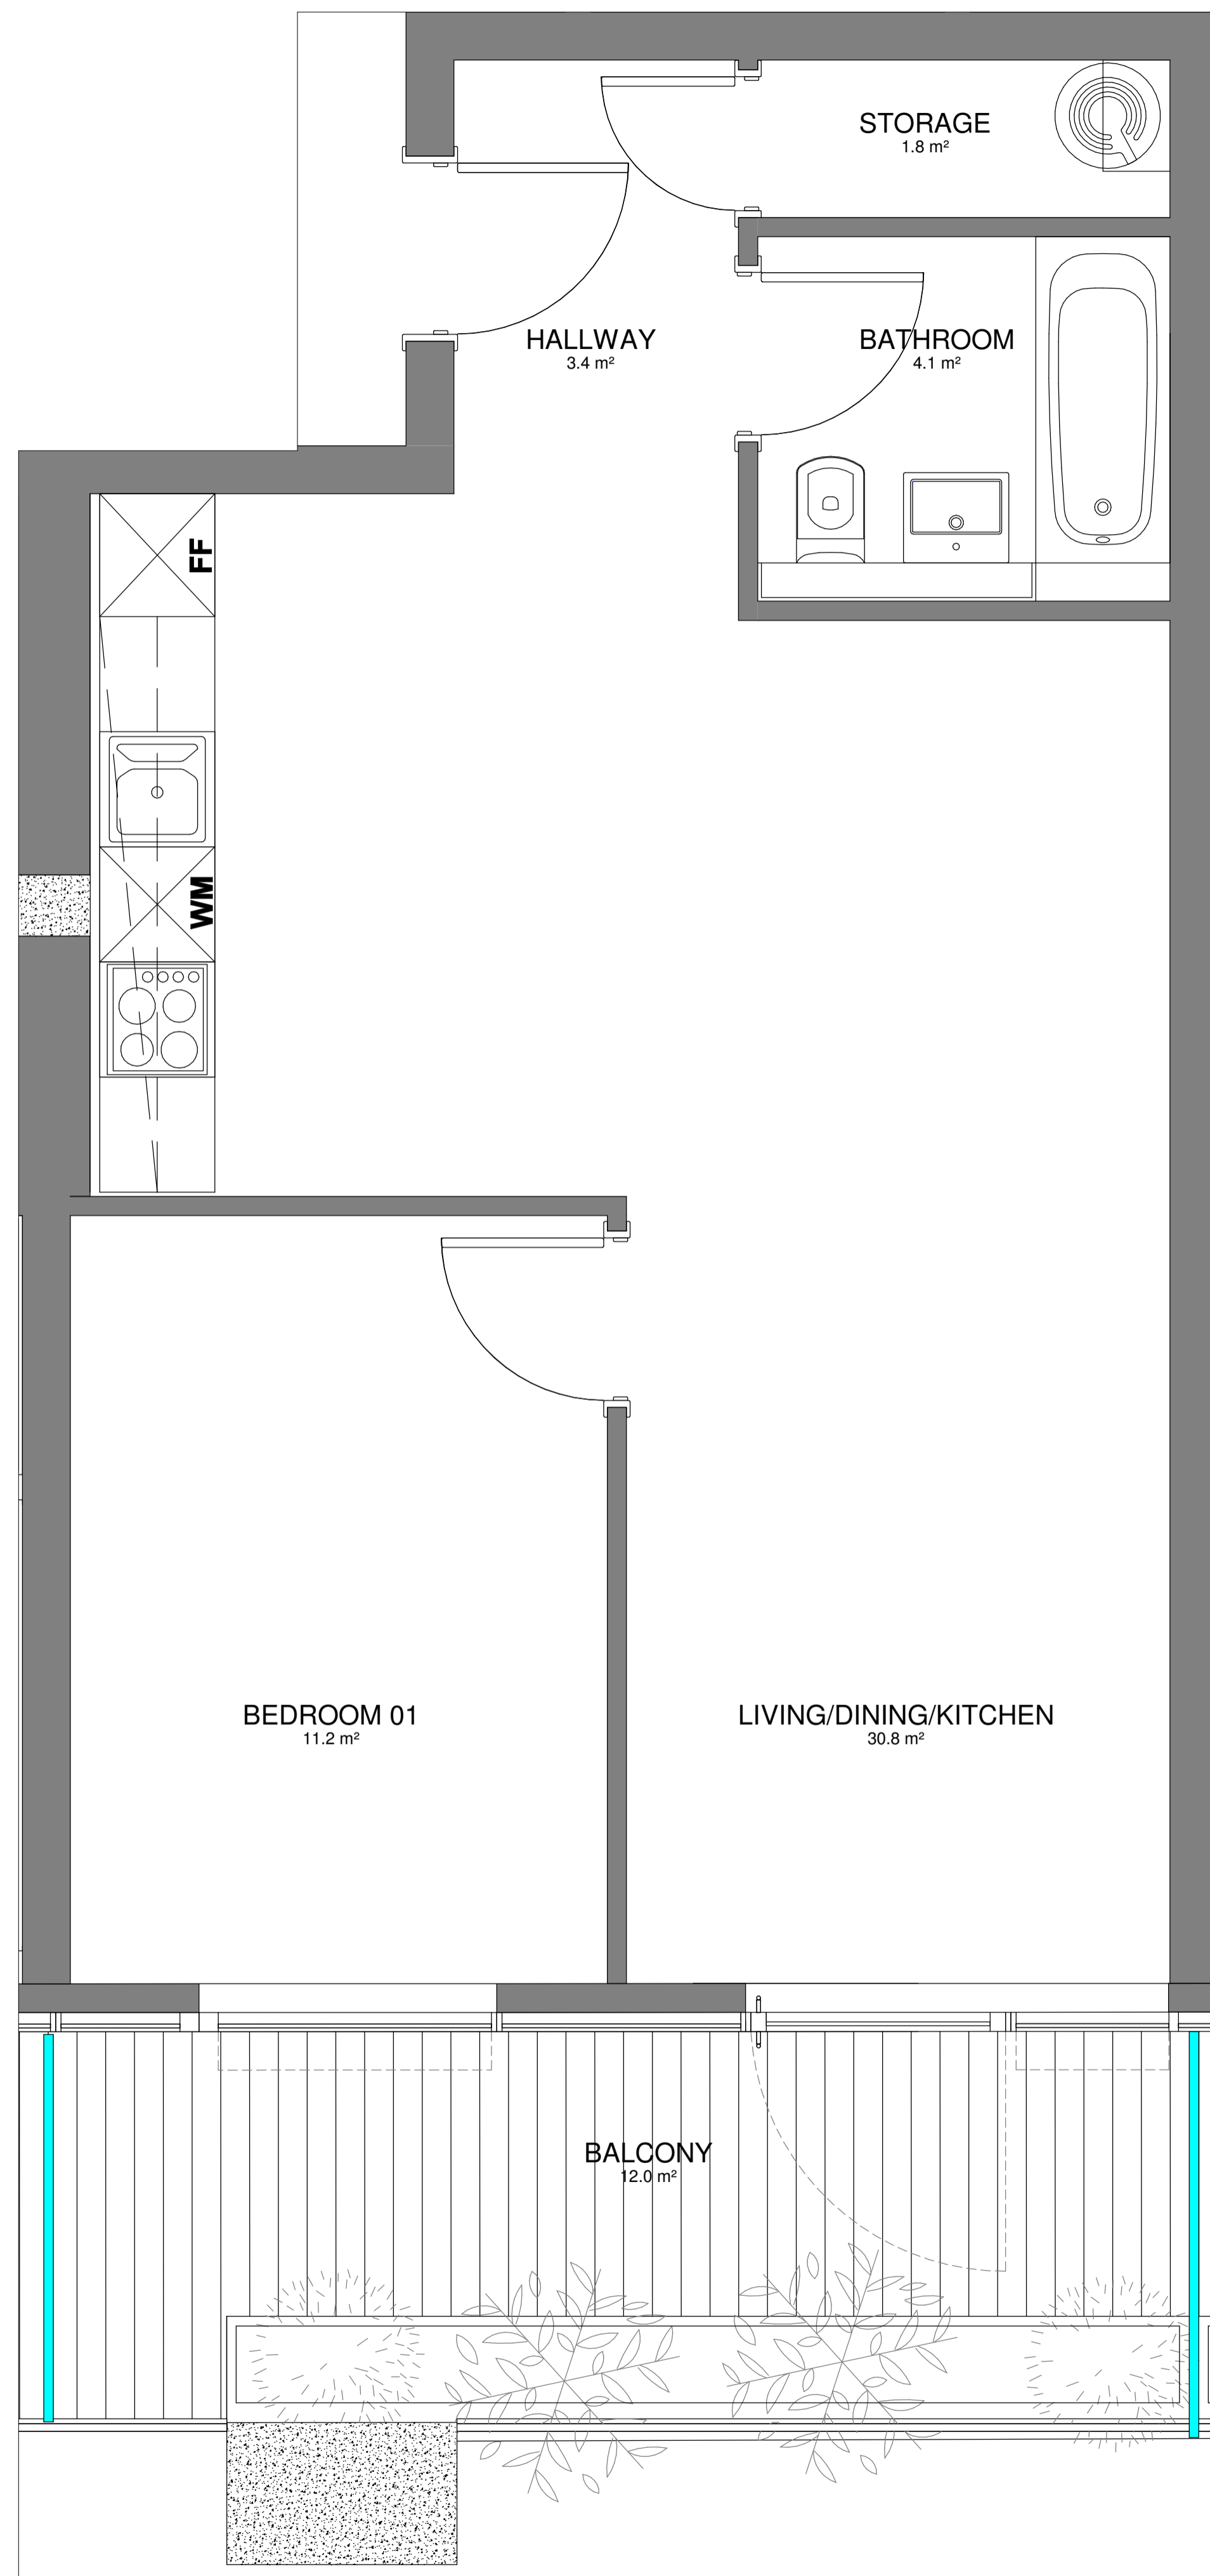 STORAGE
1.8 m²
HALLWAY
3.4 m²
BATHROOM
4.1 m²
FF
WM
BEDROOM 01
11.2 m²
LIVING/DINING/KITCHEN
30.8 m²
BALCONY
12.0 m²